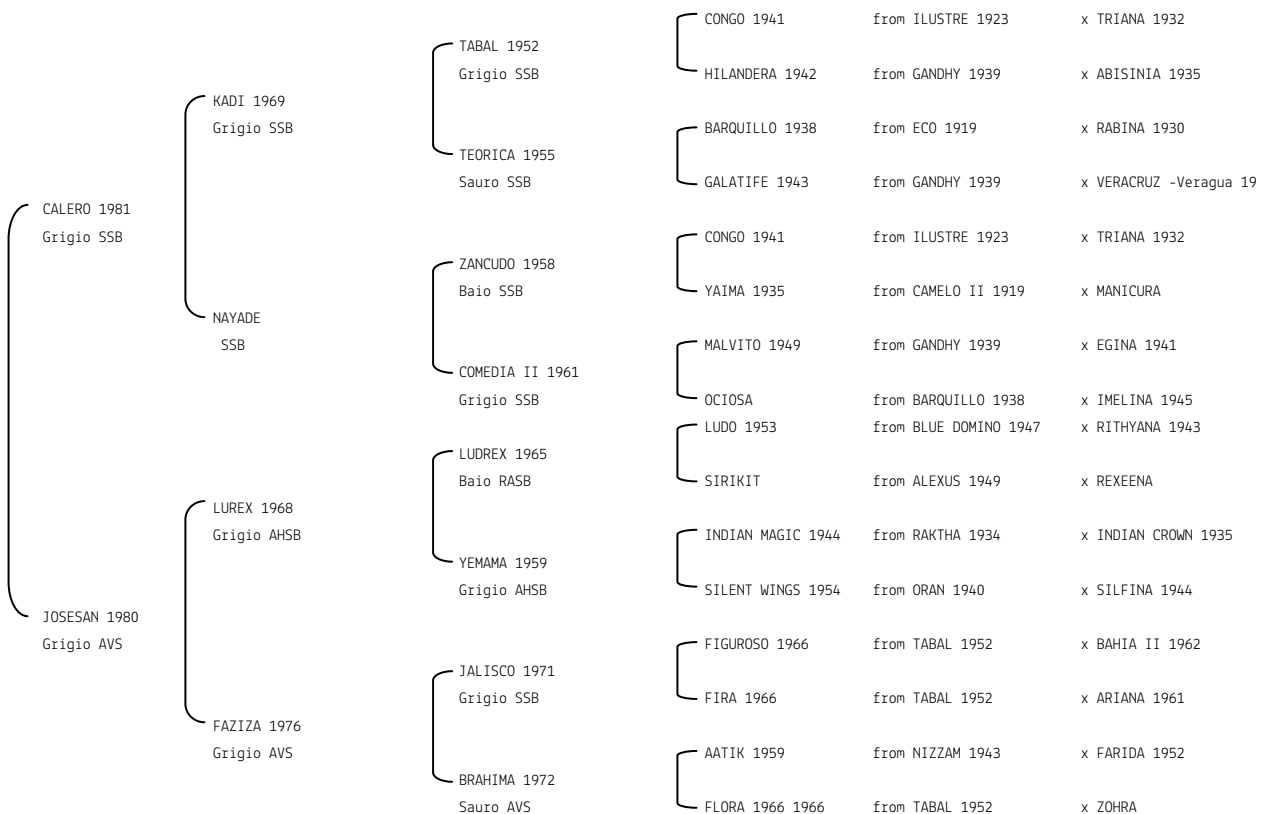 CONGO 1941 from ILUSTRE 1923 x TRIANA 1932
TABAL 1952
Grigio SSB HILANDERA 1942 from GANDHY 1939 x ABISINIA 1935
KADI 1969
Grigio SSB BARQUILLO 1938 from ECO 1919 x RABINA 1930
TEORICA 1955
Sauro SSB GALATIFE 1943 from GANDHY 1939 x VERACRUZ -Veragua 19
CALERO 1981
Grigio SSB CONGO 1941 from ILUSTRE 1923 x TRIANA 1932
ZANCUDO 1958
Baio SSB YAIMA 1935 from CAMELO II 1919 x MANICURA
NAYADE
SSB MALVITO 1949 from GANDHY 1939 x EGINA 1941
COMEDIA II 1961
Grigio SSB OCIOSA from BARQUILLO 1938 x IMELINA 1945
LUDO 1953 from BLUE DOMINO 1947 x RITHYANA 1943
LUDREX 1965
Baio RASB SIRIKIT from ALEXUS 1949 x REXEENA
LUREX 1968
Grigio AHSB INDIAN MAGIC 1944 from RAKTHA 1934 x INDIAN CROWN 1935
YEMAMA 1959
Grigio AHSB SILENT WINGS 1954 from ORAN 1940 x SILFINA 1944
JOSESAN 1980
Grigio AVS FIGUROSO 1966 from TABAL 1952 x BAHIA II 1962
JALISCO 1971
Grigio SSB FIRA 1966 from TABAL 1952 x ARIANA 1961
FAZIZA 1976
Grigio AVS AATIK 1959 from NIZZAM 1943 x FARIDA 1952
BRAHIMA 1972
Sauro AVS FLORA 1966 1966 from TABAL 1952 x ZOHRA